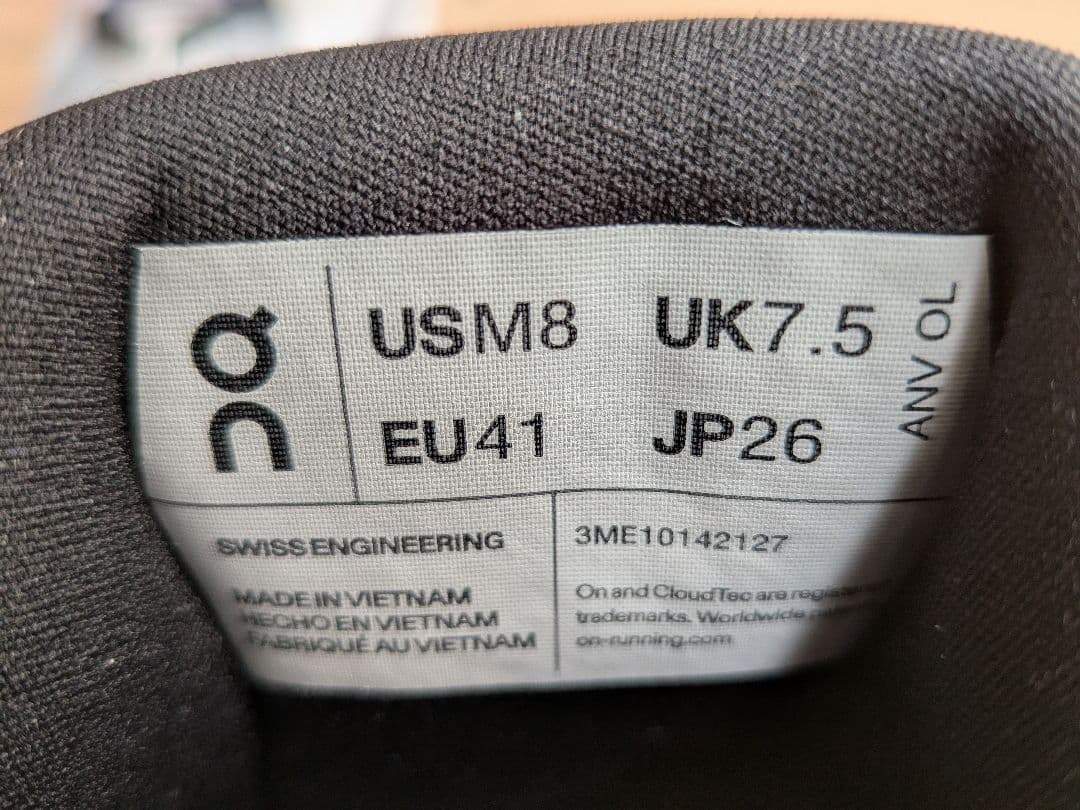 On
USM8 UK7.5
EU41 JP26
ANV OL
SWISS ENGINEERING
MADE IN VIETNAM
HECHO EN VIETNAM
FABRIQUÉ AU VIETNAM
3ME10142127
On and CloudTec are
trademarks. Worldwide
on-running.com